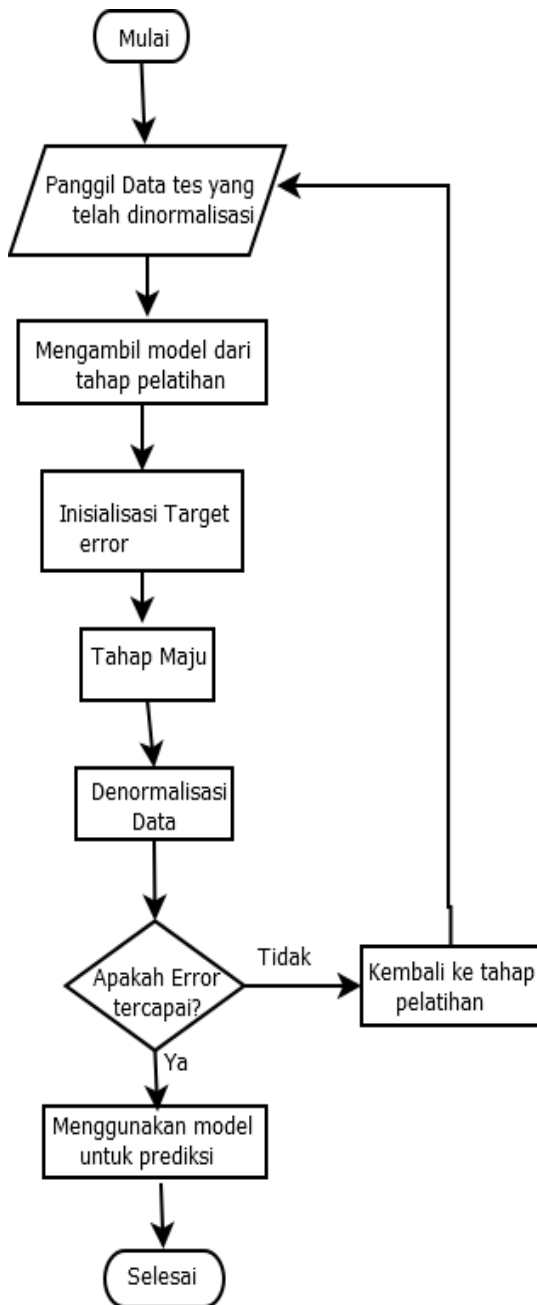 Mulai
Panggil Data tes yang
telah dinormalisasi
Mengambil model dari
tahap pelatihan
Inisialisasi Target
error
Tahap Maju
Denormalisasi
Data
Apakah Error
tercapai?
Tidak
Kembali ke tahap
pelatihan
Ya
Menggunakan model
untuk prediksi
Selesai